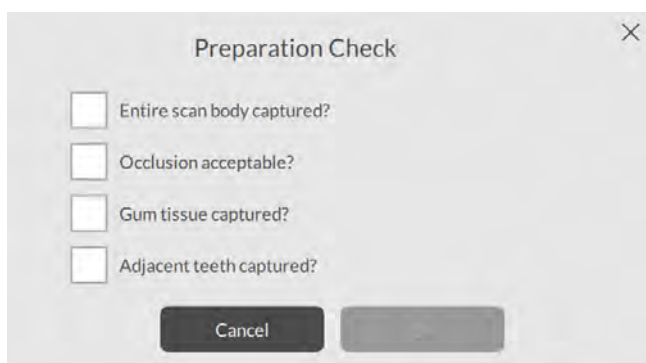 Preparation Check
Entire scan body captured?
Occlusion acceptable?
Gum tissue captured?
Adjacent teeth captured?
Cancel